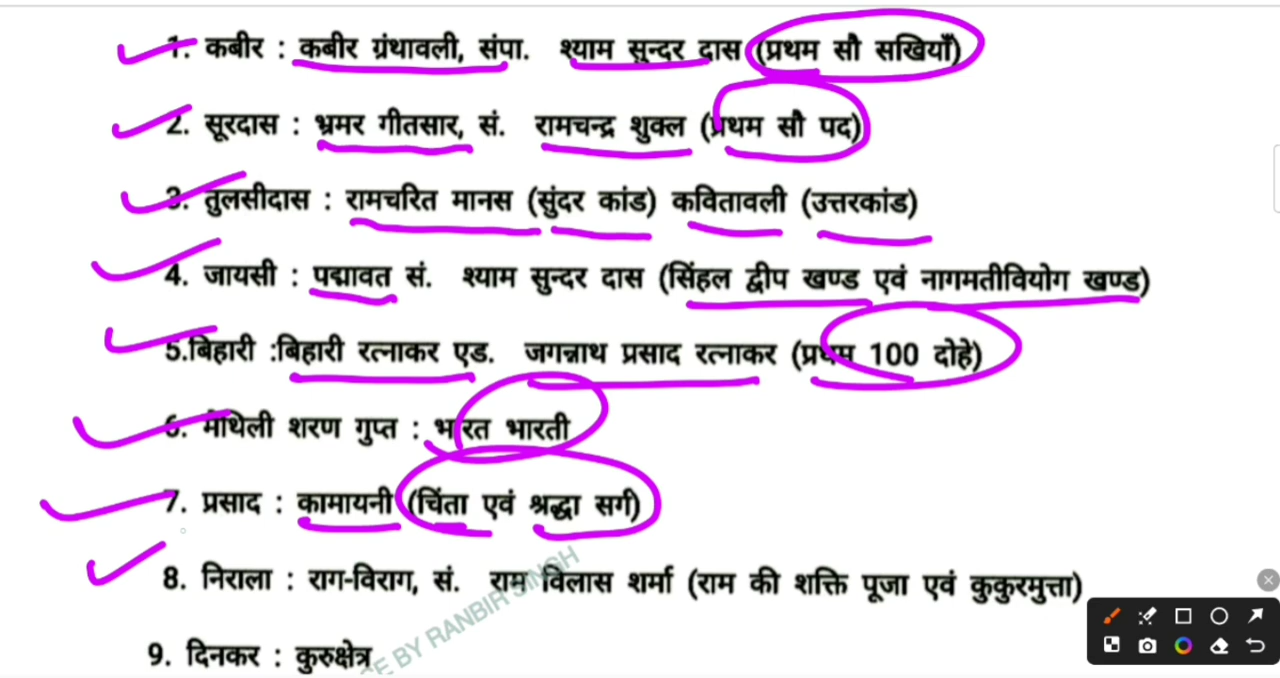 1. कबीर : कबीर ग्रंथावली, संपा. श्याम सुन्दर दास (प्रथम सौ सखियाँ)
2. सूरदास : भ्रमर गीतसार, सं. रामचन्द्र शुक्ल (प्रथम सौ पद)
3. तुलसीदास : रामचरित मानस (सुंदर कांड) कवितावली (उत्तरकांड)
4. जायसी : पद्मावत सं. श्याम सुन्दर दास (सिंहल द्वीप खण्ड एवं नागमतीवियोग खण्ड)
5.बिहारी :बिहारी रत्नाकर एड. जगन्नाथ प्रसाद रत्नाकर (प्रथम 100 दोहे)
6. मैथिली शरण गुप्त : भारत भारती
7. प्रसाद : कामायनी (चिंता एवं श्रद्धा सर्ग)
8. निराला : राग-विराग, सं. राम विलास शर्मा (राम की शक्ति पूजा एवं कुकुरमुत्ता)
9. दिनकर : कुरुक्षेत्र
BY RANBIR SINGH